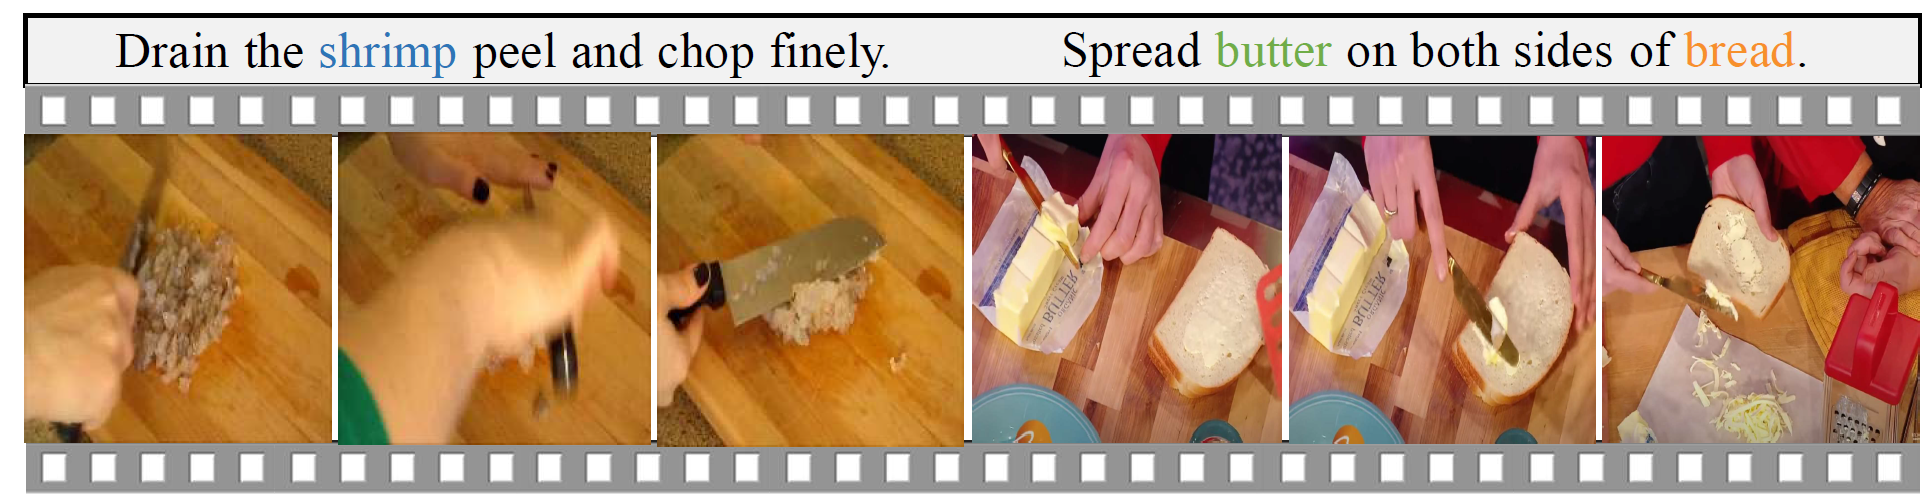 Drain the shrimp peel and chop finely.
Spread butter on both sides of bread.
BUTTER
BUTTER